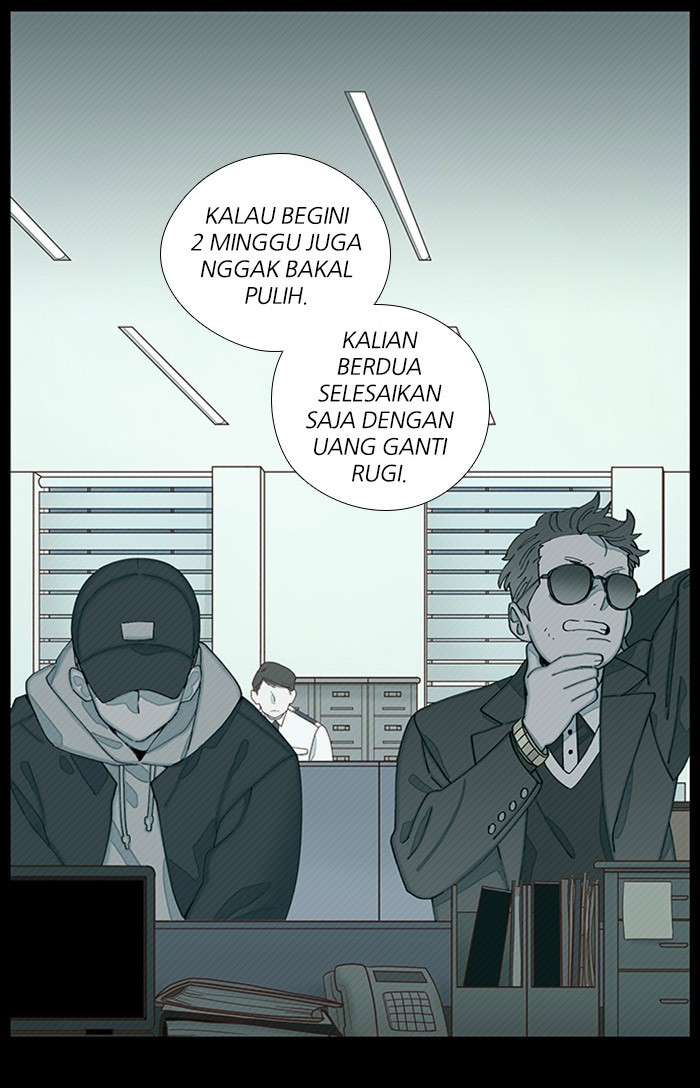 KALAU BEGINI
2 MINGGU JUGA
NGGAK BAKAL
PULIH.
KALIAN
BERDUA
SELESAIKAN
SAJA DENGAN
UANG GANTI
RUGI.